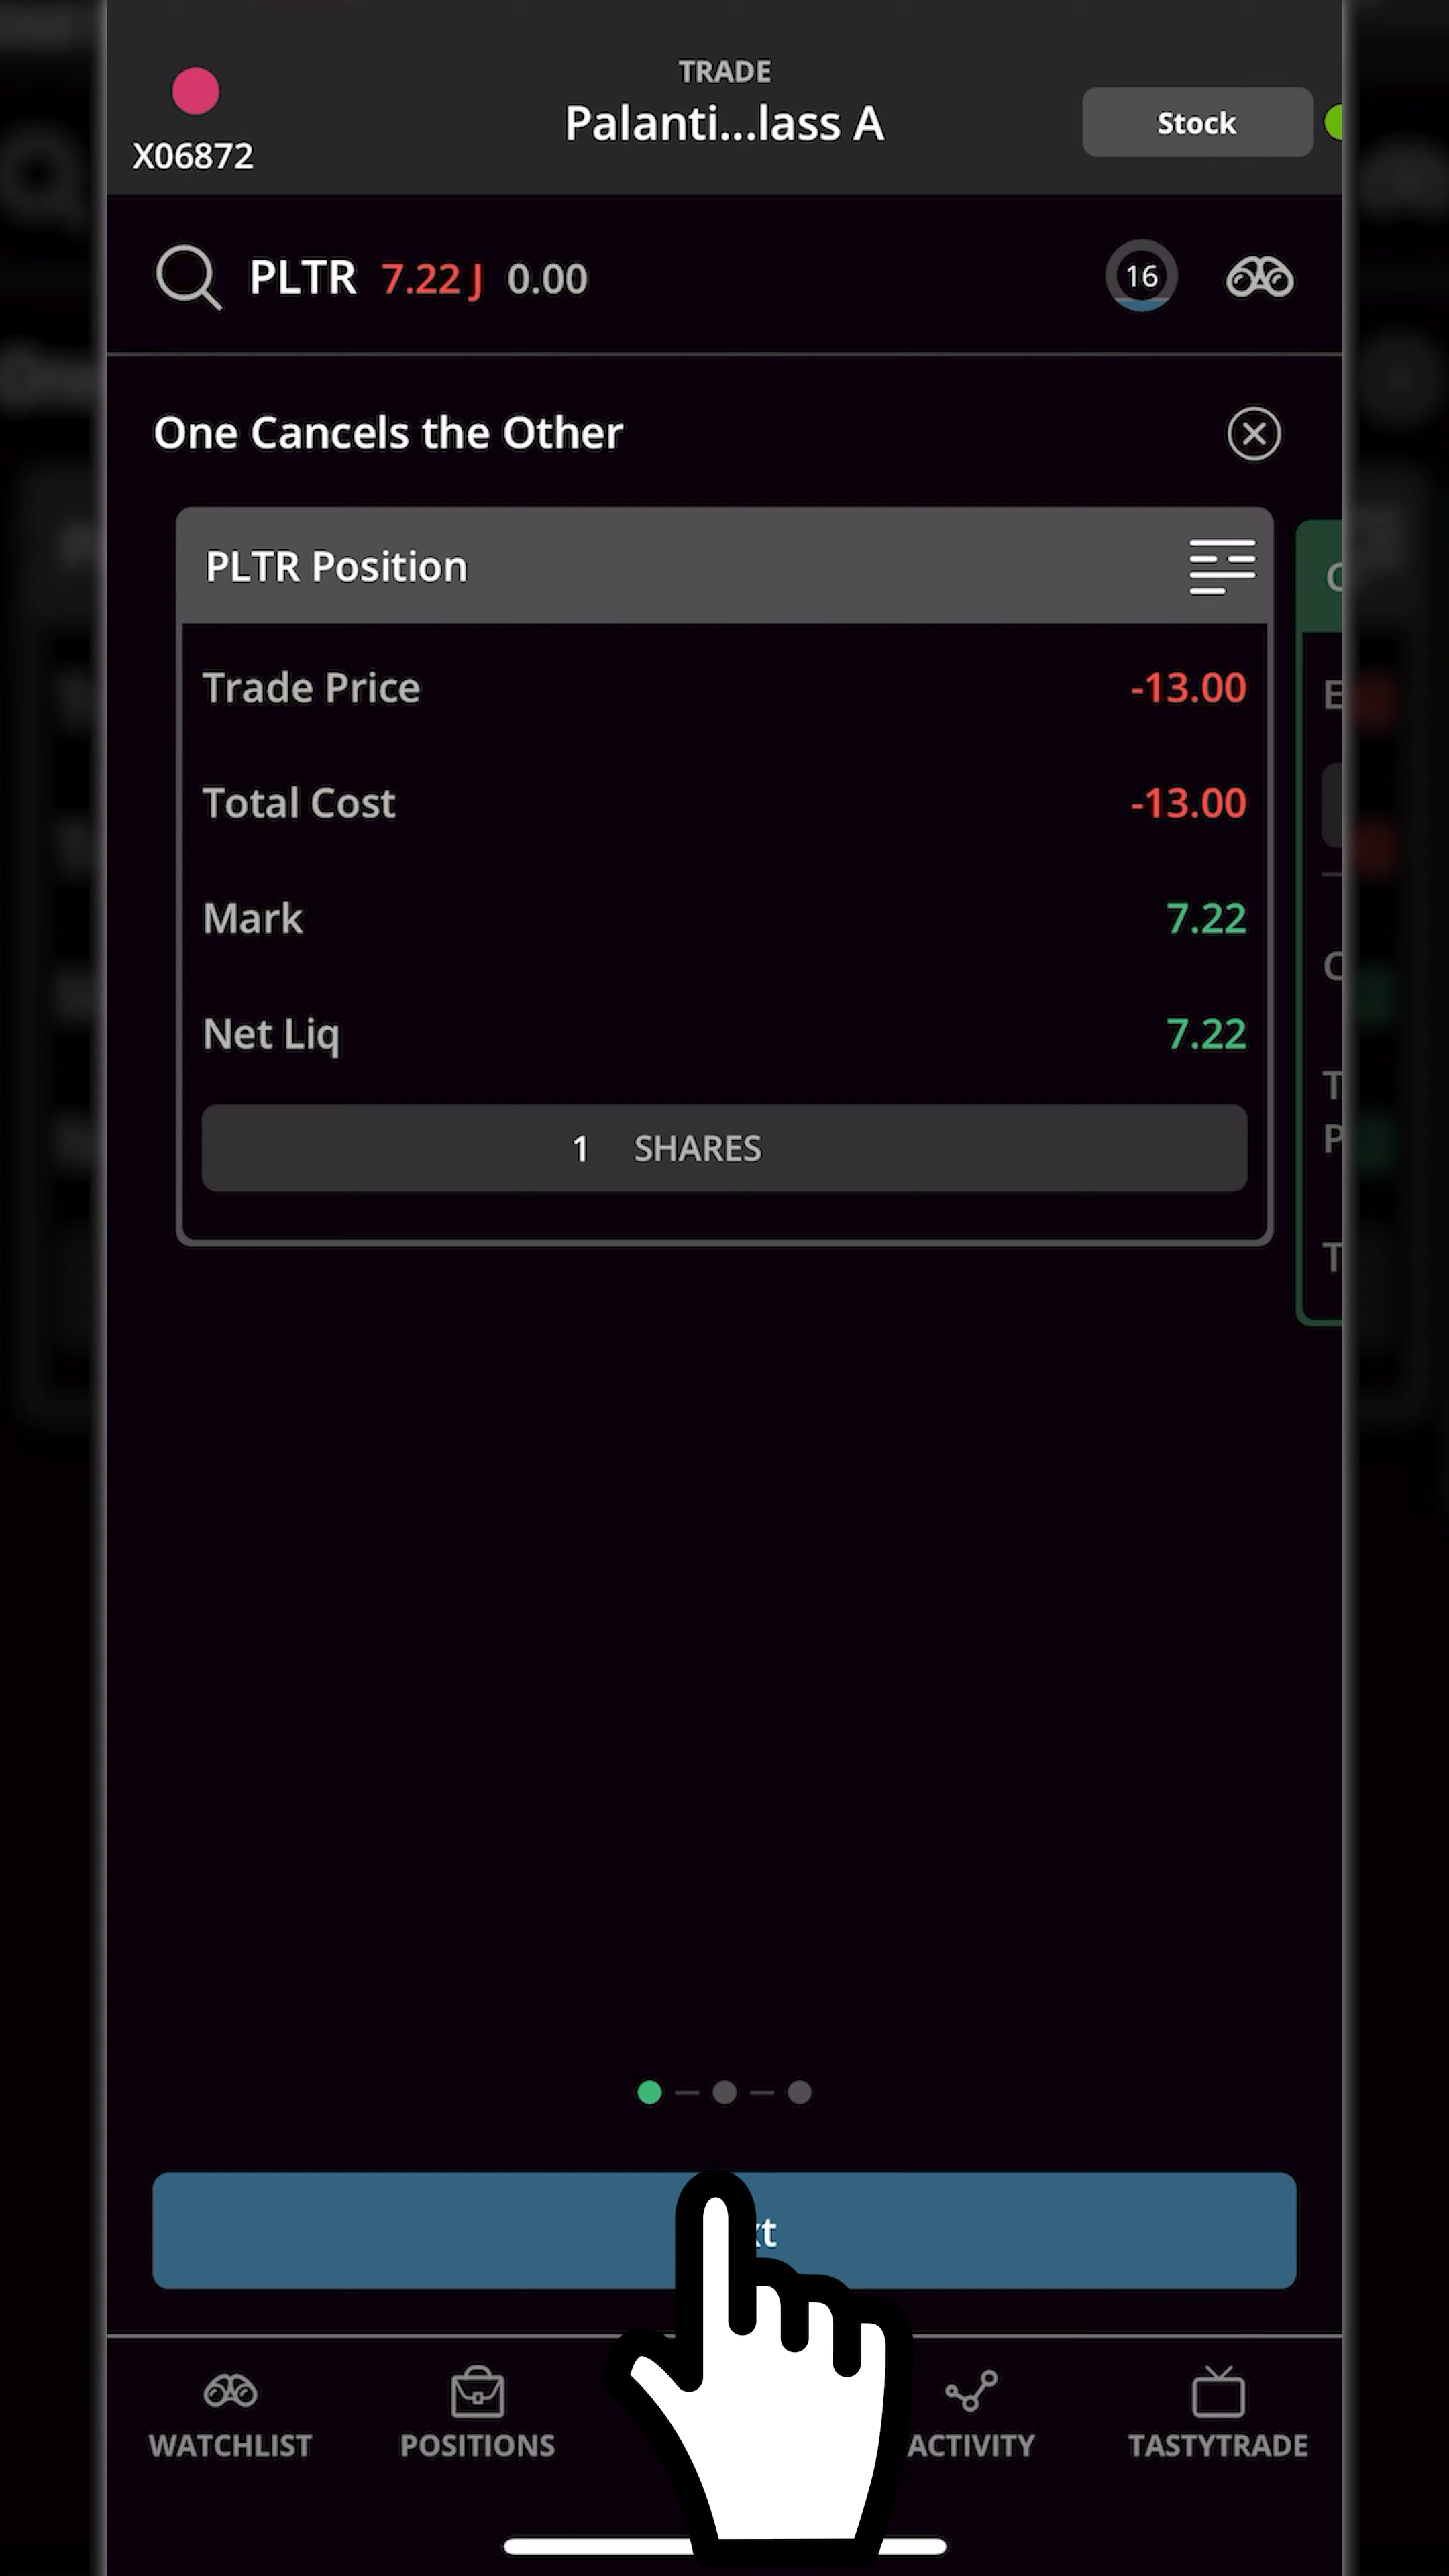 TRADE
Palanti...lass A
Stock
X06872
PLTR 7.22 J 0.00
16
One Cancels the Other
PLTR Position
Trade Price -13.00
Total Cost -13.00
Mark 7.22
Net Liq 7.22
1 SHARES
WATCHLIST
POSITIONS
ACTIVITY
TASTYTRADE